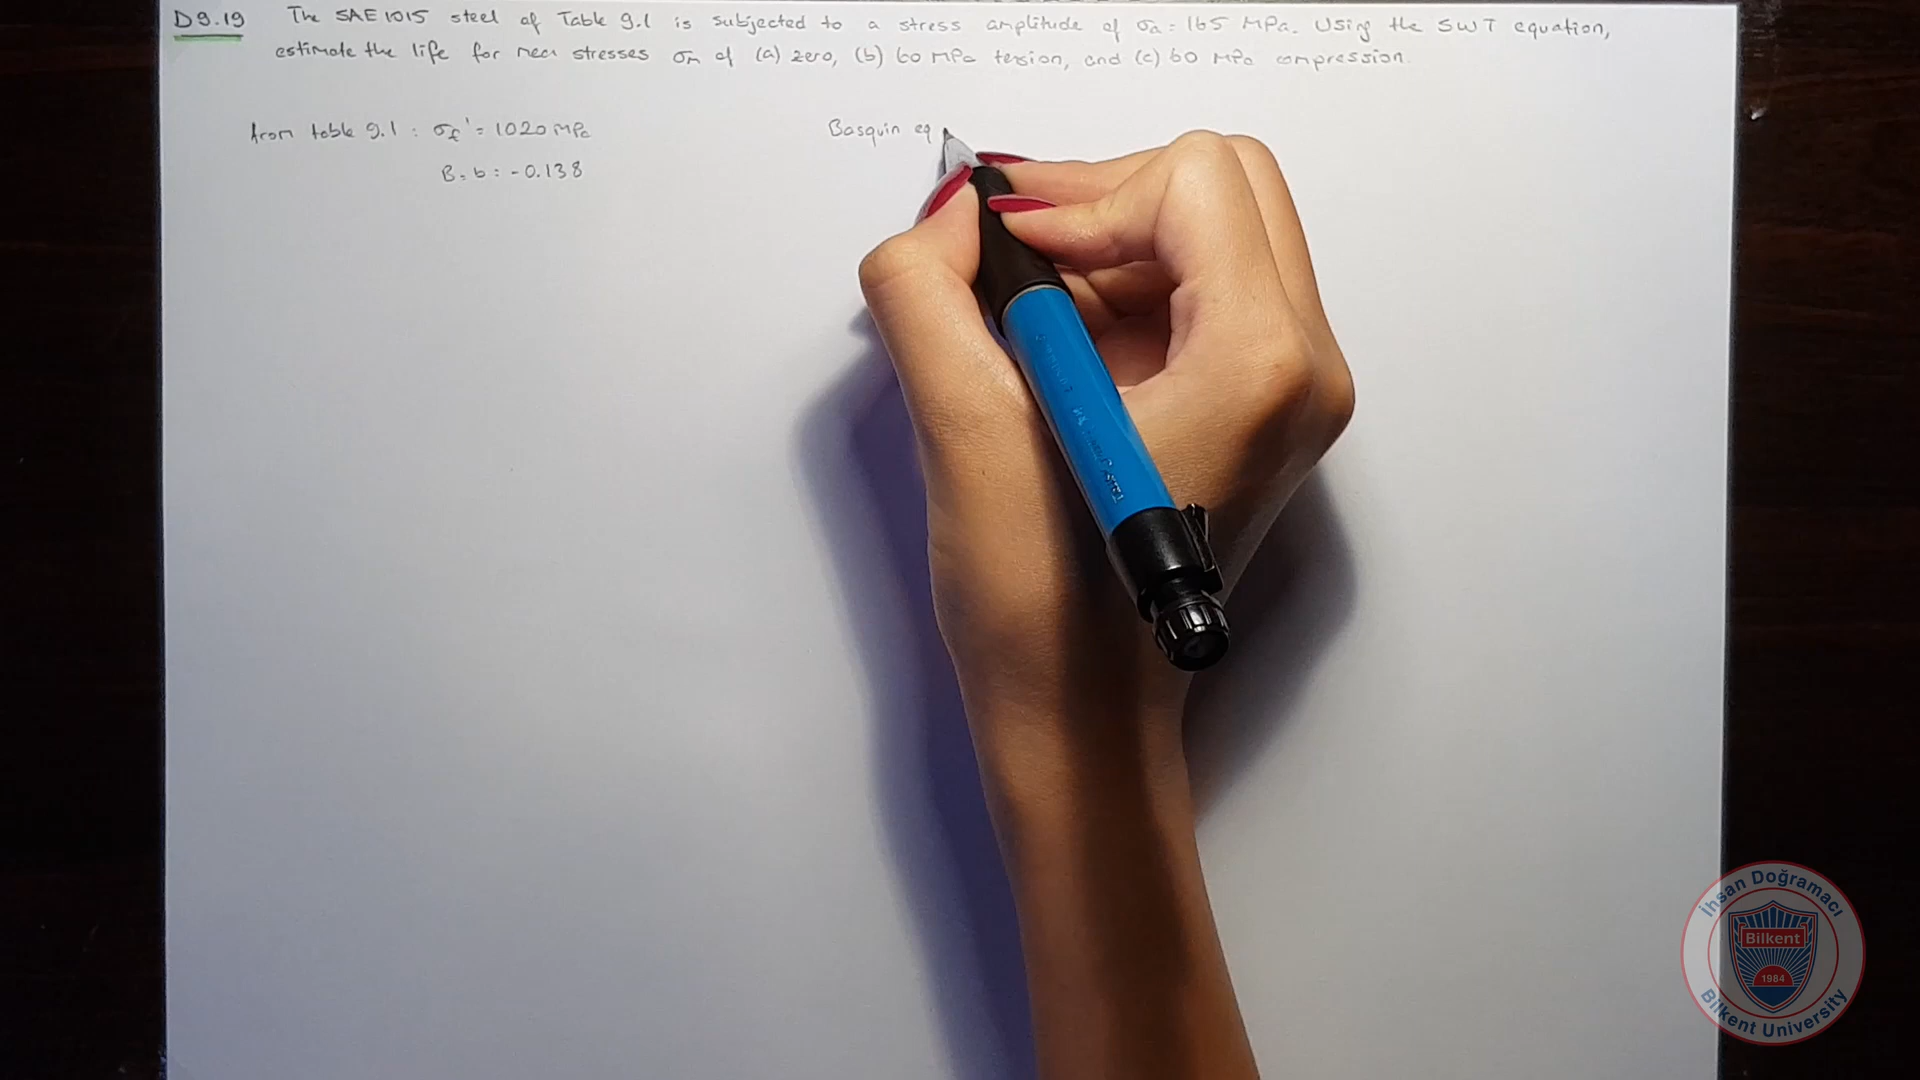 D9.19 The SAE 1015 steel of Table 9.1 is subjected to a stress amplitude of σa = 165 MPa. Using the SWT equation,
estimate the life for mean stresses σm of (a) zero, (b) 60 MPa tension, and (c) 60 MPa compression.
from table 9.1 : σf' = 1020 MPa
B = b = -0.138
Basquin eq
İhsan Doğramacı
Bilkent
1984
Bilkent University